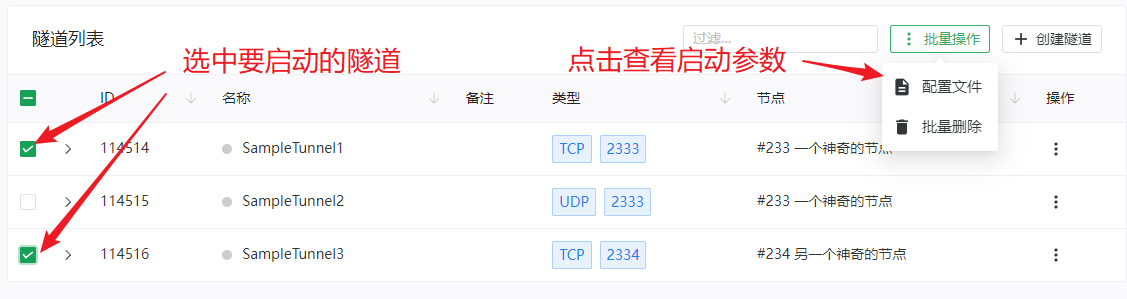 隧道列表
过滤...
批量操作
创建隧道
选中要启动的隧道
点击查看启动参数
配置文件
批量删除
ID 名称 备注 类型 节点 操作
114514 SampleTunnel1 TCP 2333 #233 一个神奇的节点
114515 SampleTunnel2 UDP 2333 #233 一个神奇的节点
114516 SampleTunnel3 TCP 2334 #234 另一个神奇的节点